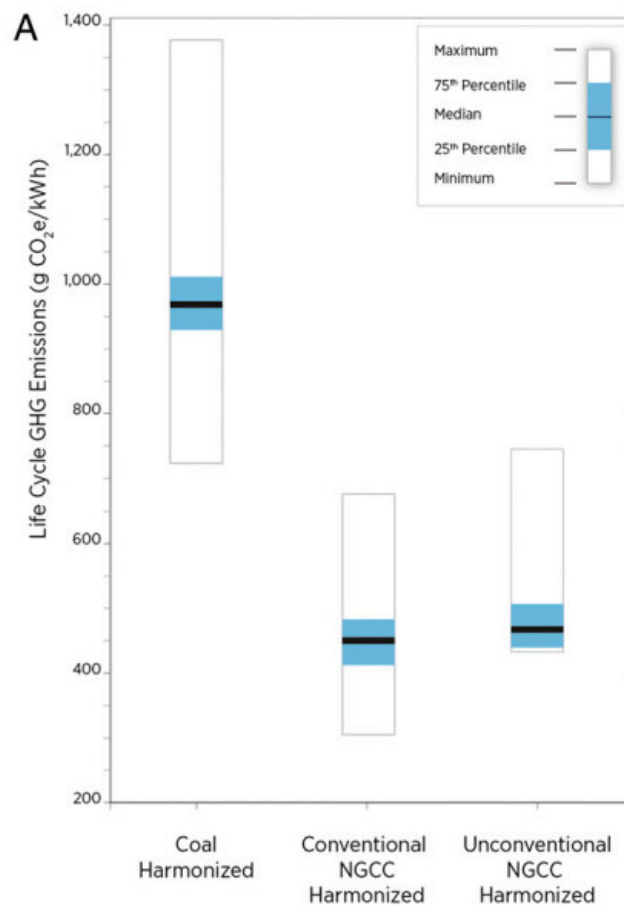 A
Life Cycle GHG Emissions (g CO₂e/kWh)
1,400
1,200
1,000
800
600
400
200
Maximum
75th Percentile
Median
25th Percentile
Minimum
Coal
Harmonized
Conventional
NGCC
Harmonized
Unconventional
NGCC
Harmonized